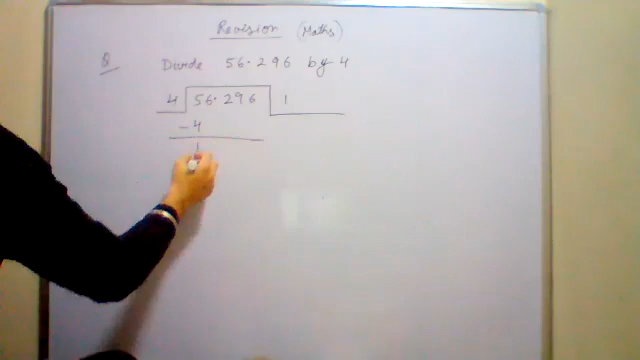 Revision (Maths)
Q Divide 56.296 by 4
4 56.296 1
-4
1